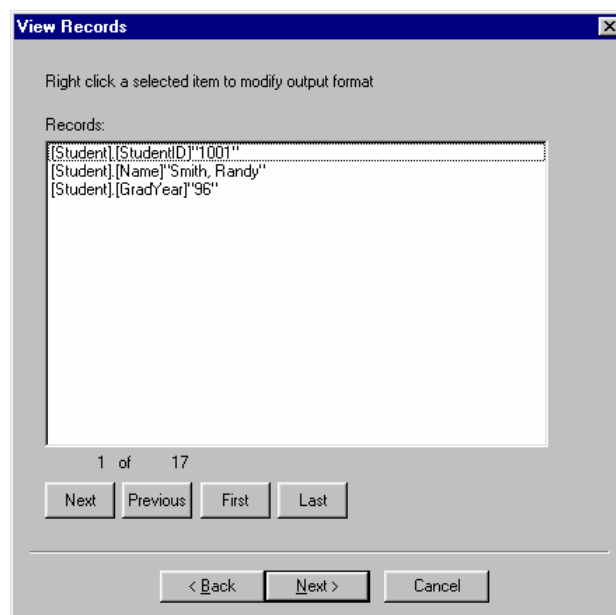 View Records
Right click a selected item to modify output format
Records:
[Student].[StudentID]"1001"
[Student].[Name]"Smith, Randy"
[Student].[GradYear]"96"
1 of 17
Next Previous First Last
< Back Next > Cancel